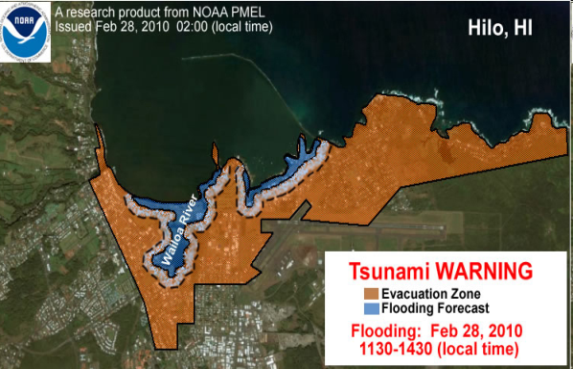 NOAA
A research product from NOAA PMEL
Issued Feb 28, 2010 02:00 (local time)
Hilo, HI
Wailoa River
Tsunami WARNING
Evacuation Zone
Flooding Forecast
Flooding: Feb 28, 2010
1130-1430 (local time)